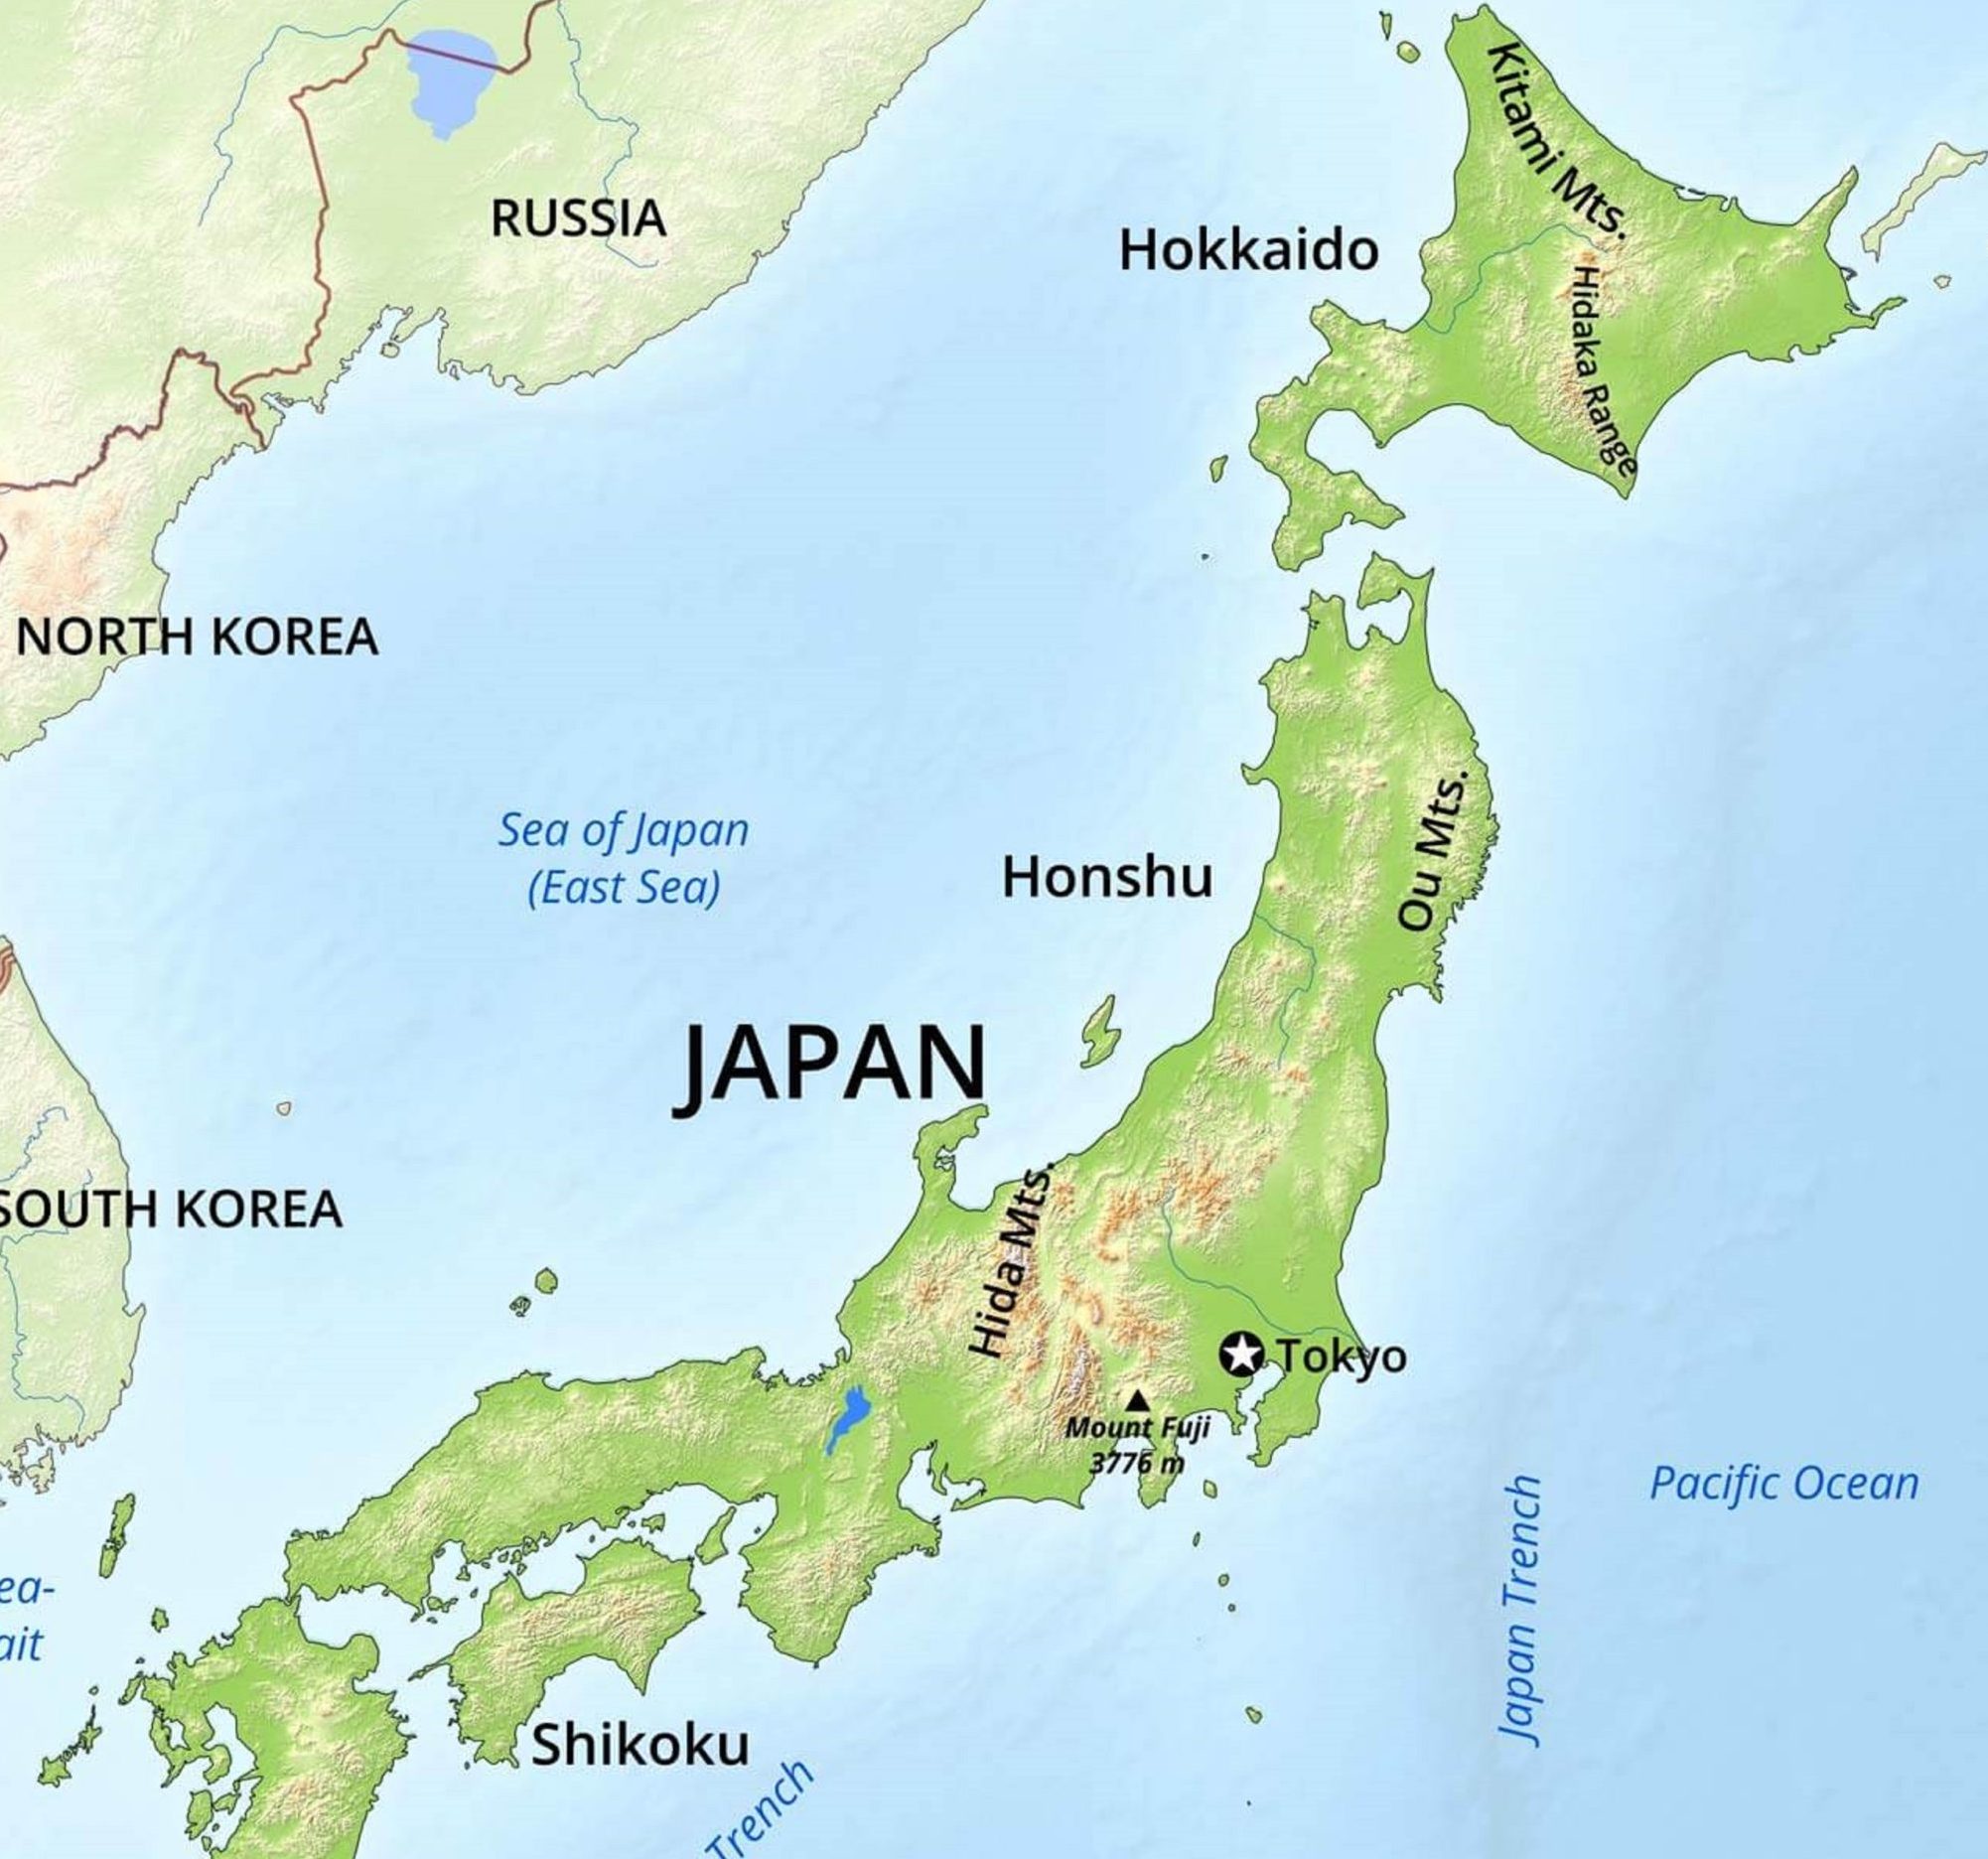 Kitami Mts.
RUSSIA
Hokkaido
Hidaka Range
NORTH KOREA
Sea of Japan
(East Sea)
Honshu
Ou Mts.
JAPAN
SOUTH KOREA
Hida Mts.
Tokyo
Mount Fuji
3776 m
Pacific Ocean
Japan Trench
ea-
ait
Shikoku
Trench